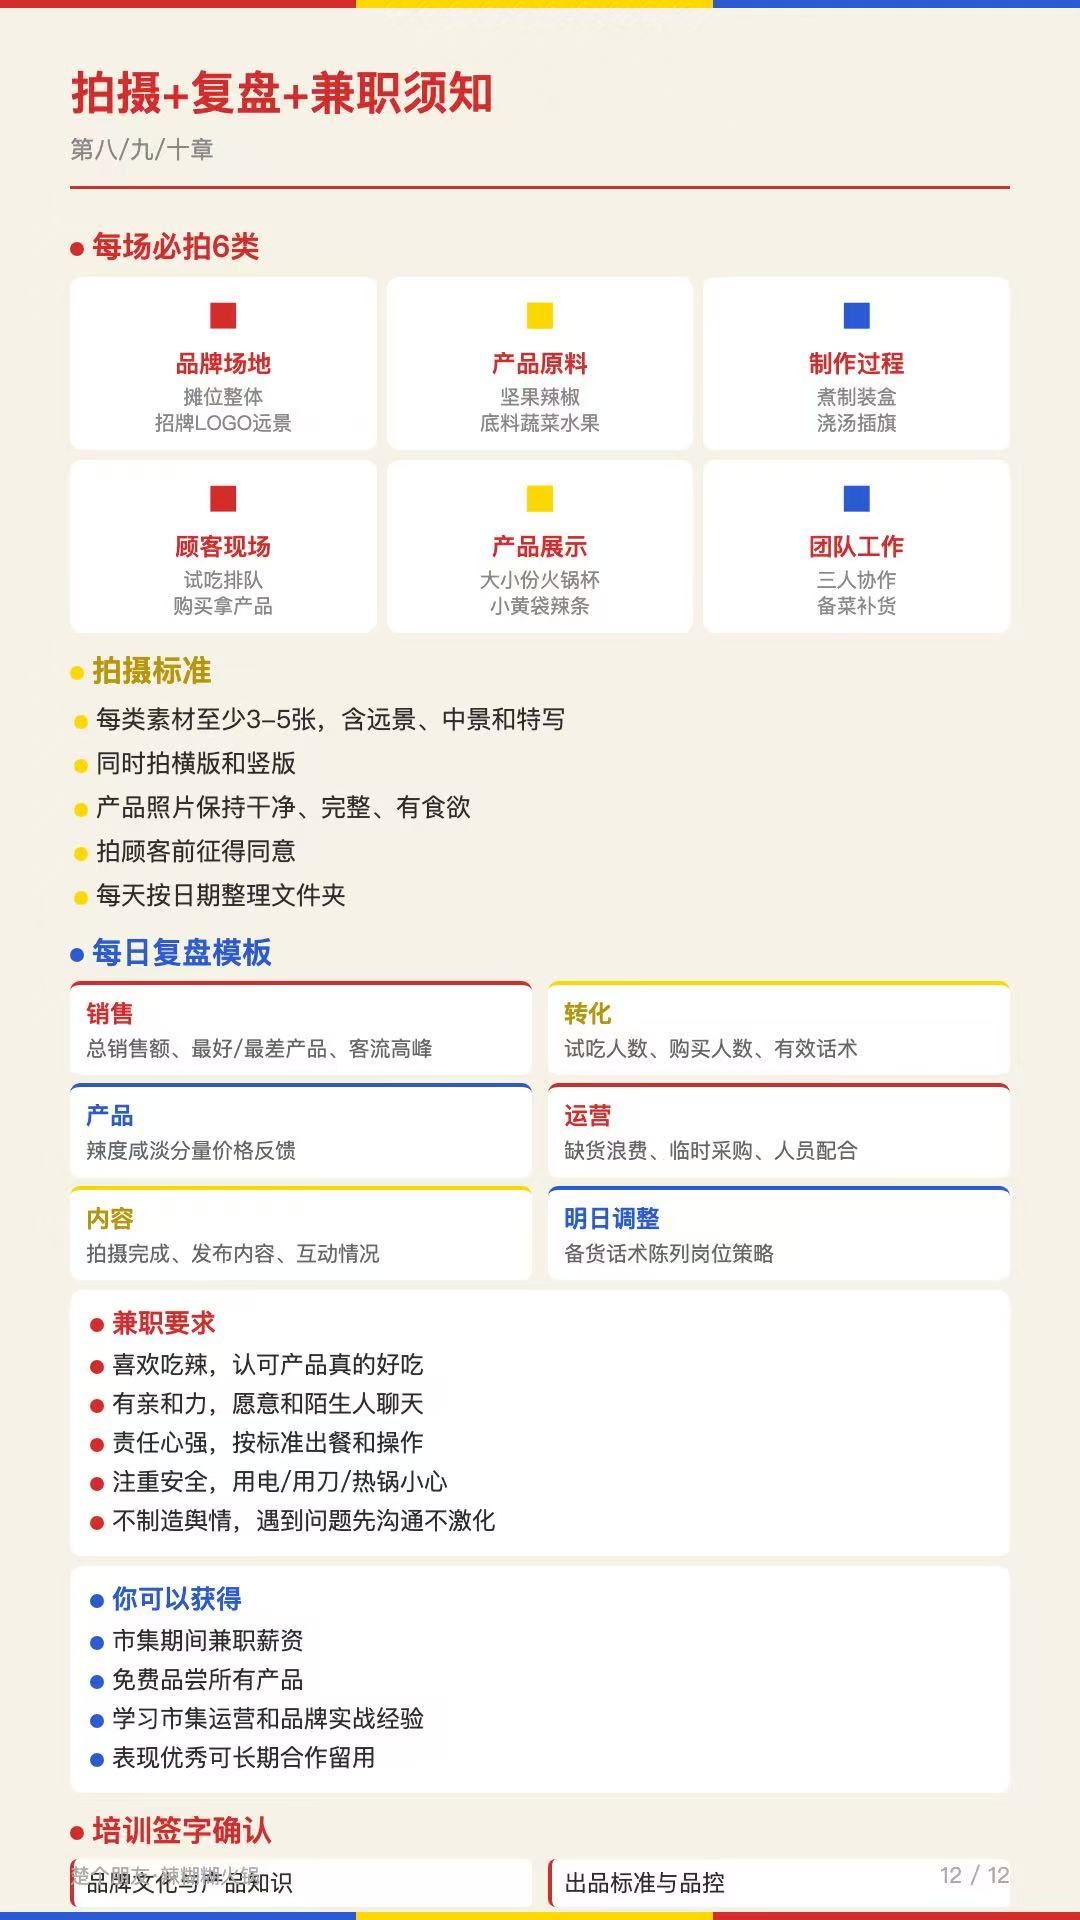 拍摄+复盘+兼职须知
第八/九/十章
每场必拍6类
品牌场地
摊位整体
招牌LOGO远景
产品原料
坚果辣椒
底料蔬菜水果
制作过程
煮制装盒
浇汤插旗
顾客现场
试吃排队
购买拿产品
产品展示
大小份火锅杯
小黄袋辣条
团队工作
三人协作
备菜补货
拍摄标准
每类素材至少3–5张，含远景、中景和特写
同时拍横版和竖版
产品照片保持干净、完整、有食欲
拍顾客前征得同意
每天按日期整理文件夹
每日复盘模板
销售
总销售额、最好/最差产品、客流高峰
转化
试吃人数、购买人数、有效话术
产品
辣度咸淡分量价格反馈
运营
缺货浪费、临时采购、人员配合
内容
拍摄完成、发布内容、互动情况
明日调整
备货话术陈列岗位策略
兼职要求
喜欢吃辣，认可产品真的好吃
有亲和力，愿意和陌生人聊天
责任心强，按标准出餐和操作
注重安全，用电/用刀/热锅小心
不制造舆情，遇到问题先沟通不激化
你可以获得
市集期间兼职薪资
免费品尝所有产品
学习市集运营和品牌实战经验
表现优秀可长期合作留用
培训签字确认
品牌文化与产品知识
出品标准与品控
楚个朋友·辣糊糊火锅
12 / 12